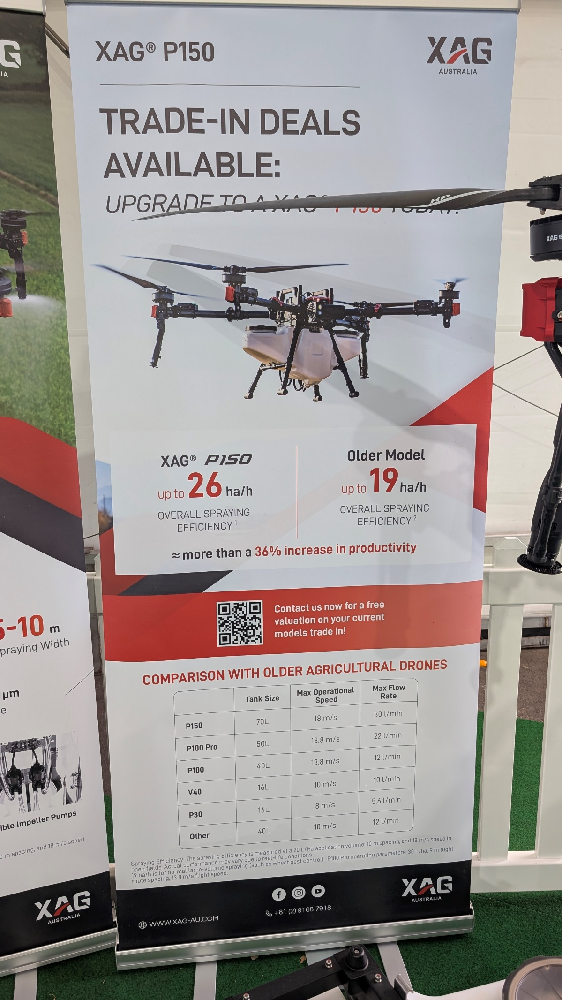 XAG® P150
XAG
AUSTRALIA
TRADE-IN DEALS
AVAILABLE:
UPGRADE TO A XAG® P150 TODAY.
HP
XAG
XAG® P150
up to 26 ha/h
OVERALL SPRAYING
EFFICIENCY 1
Older Model
up to 19 ha/h
OVERALL SPRAYING
EFFICIENCY 2
≈ more than a 36% increase in productivity
Contact us now for a free
valuation on your current
models trade in!
COMPARISON WITH OLDER AGRICULTURAL DRONES
Tank Size Max Operational Speed Max Flow Rate
P150 70L 18 m/s 30 l/min
P100 Pro 50L 13.8 m/s 22 l/min
P100 40L 13.8 m/s 12 l/min
V40 16L 10 m/s 10 l/min
P30 16L 8 m/s 5.6 l/min
Other 40L 10 m/s 12 l/min
Spraying Efficiency: The spraying efficiency is measured at a 20 L/Ha application volume, 10 m spacing, and 18 m/s speed in
open fields. Actual performance may vary due to real-life conditions.
19 ha/h is for normal large-volume spraying (such as wheat pest control), P100 Pro operating parameters: 30 L/ha, 9 m flight
route spacing, 13.8 m/s flight speed.
WWW.XAG-AU.COM
+61 (2) 9168 7918
XAG
AUSTRALIA
G
IA
5-10 m
praying Width
µm
e
ible Impeller Pumps
0 m spacing, and 18 m/s speed
XAG
AUSTRALIA